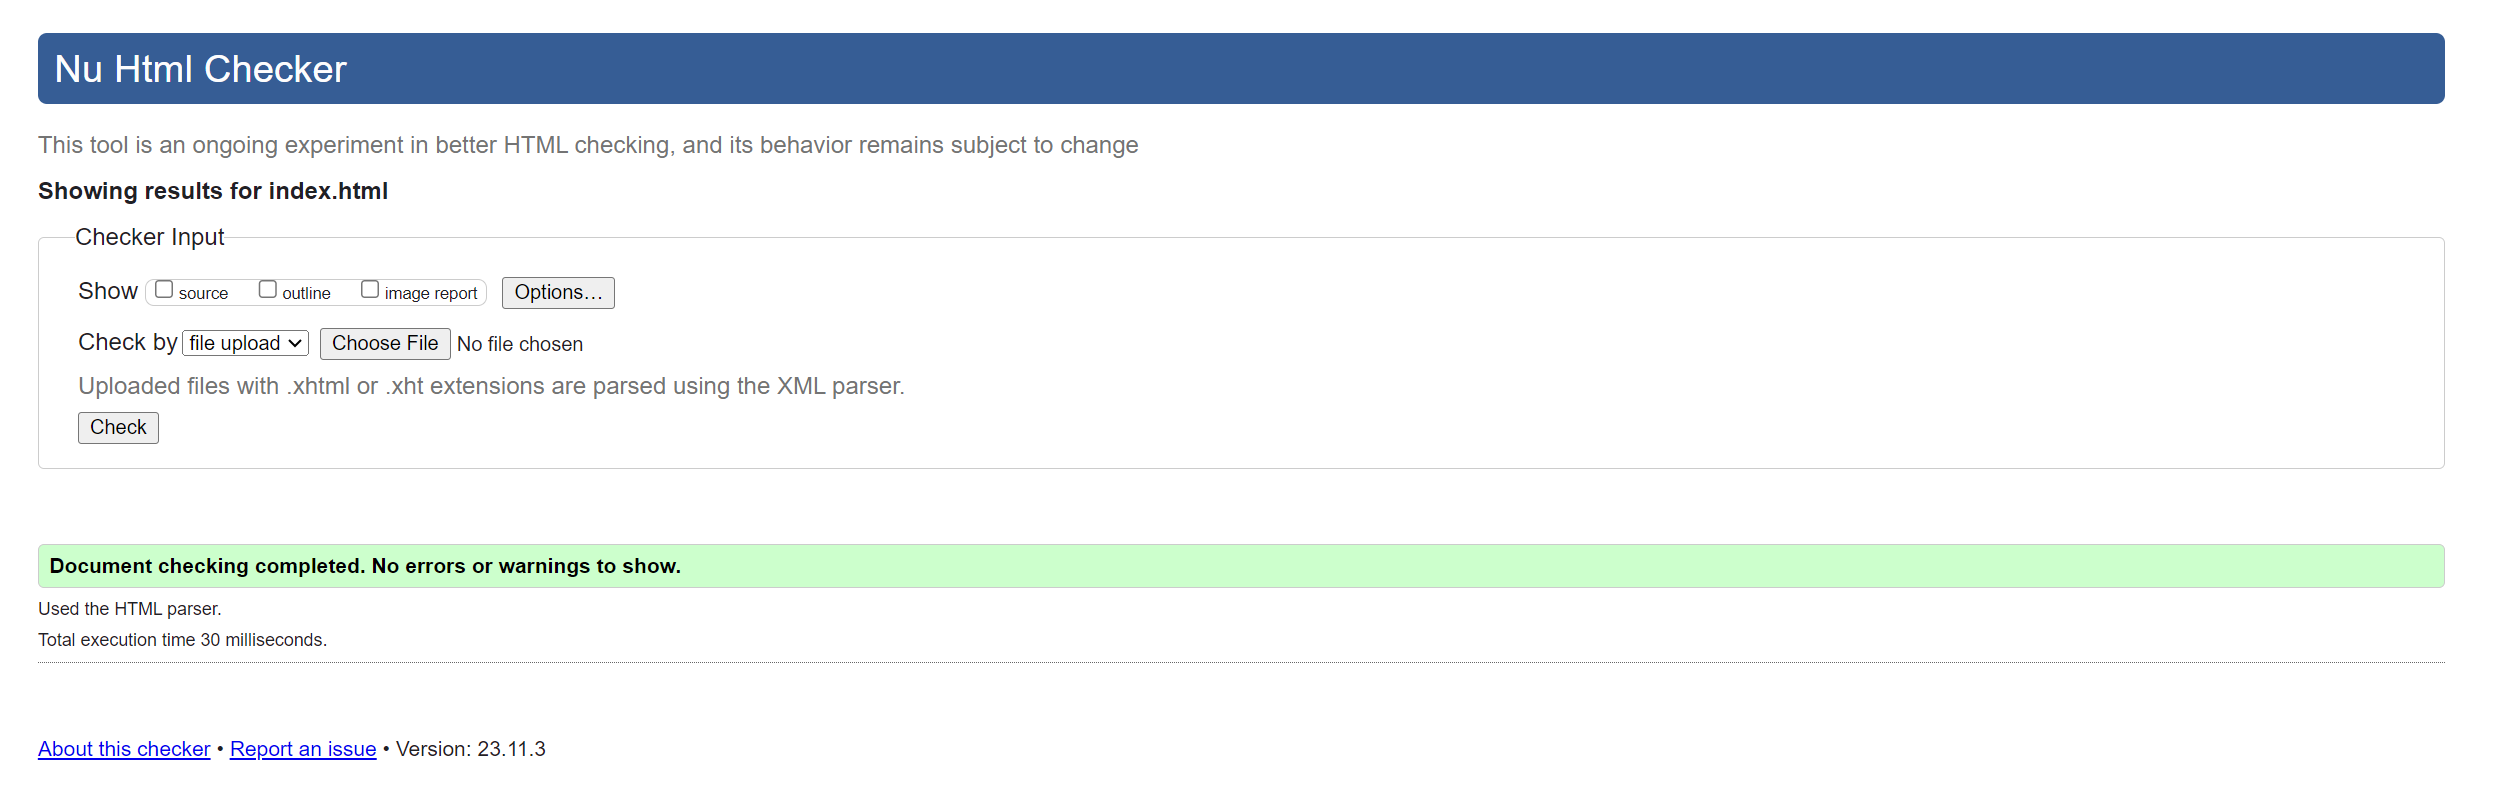 Nu Html Checker
This tool is an ongoing experiment in better HTML checking, and its behavior remains subject to change
Showing results for index.html
Checker Input
Show source outline image report Options...
Check by file upload Choose File No file chosen
Uploaded files with .xhtml or .xht extensions are parsed using the XML parser.
Check
Document checking completed. No errors or warnings to show.
Used the HTML parser.
Total execution time 30 milliseconds.
About this checker • Report an issue • Version: 23.11.3